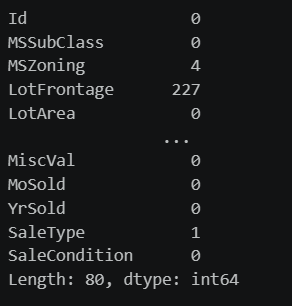 Id 0
MSSubClass 0
MSZoning 4
LotFrontage 227
LotArea 0
...
MiscVal 0
MoSold 0
YrSold 0
SaleType 1
SaleCondition 0
Length: 80, dtype: int64